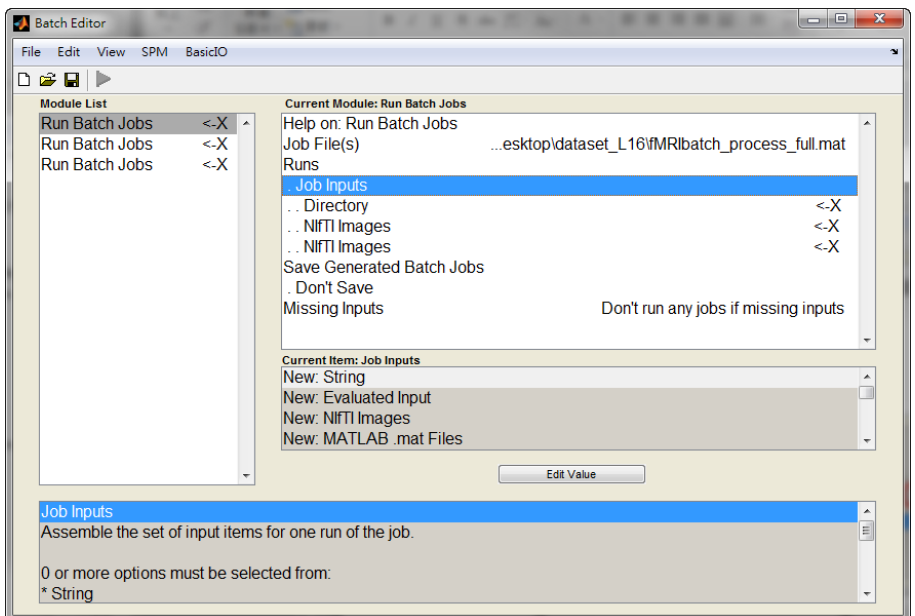 Batch Editor
File Edit View SPM BasicIO
Module List
Run Batch Jobs <-X
Run Batch Jobs <-X
Run Batch Jobs <-X
Current Module: Run Batch Jobs
Help on: Run Batch Jobs
Job File(s) ...esktop\dataset_L16\fMRIbatch_process_full.mat
Runs
. Job Inputs
. . Directory <-X
. . NIfTI Images <-X
. . NIfTI Images <-X
Save Generated Batch Jobs
. Don't Save
Missing Inputs Don't run any jobs if missing inputs
Current Item: Job Inputs
New: String
New: Evaluated Input
New: NIfTI Images
New: MATLAB .mat Files
Edit Value
Job Inputs
Assemble the set of input items for one run of the job.
0 or more options must be selected from:
* String